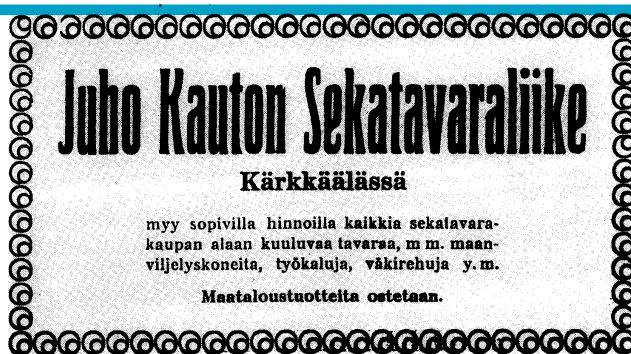 Juho Kauton Sekatavaraliike
Kärkkäälässä
myy sopivilla hinnoilla kaikkia sekatavara-
kaupan alaan kuuluvaa tavaraa, m m. maan-
viljelyskoneita, työkaluja, väkirehuja y. m.
Maataloustuotteita ostetaan.